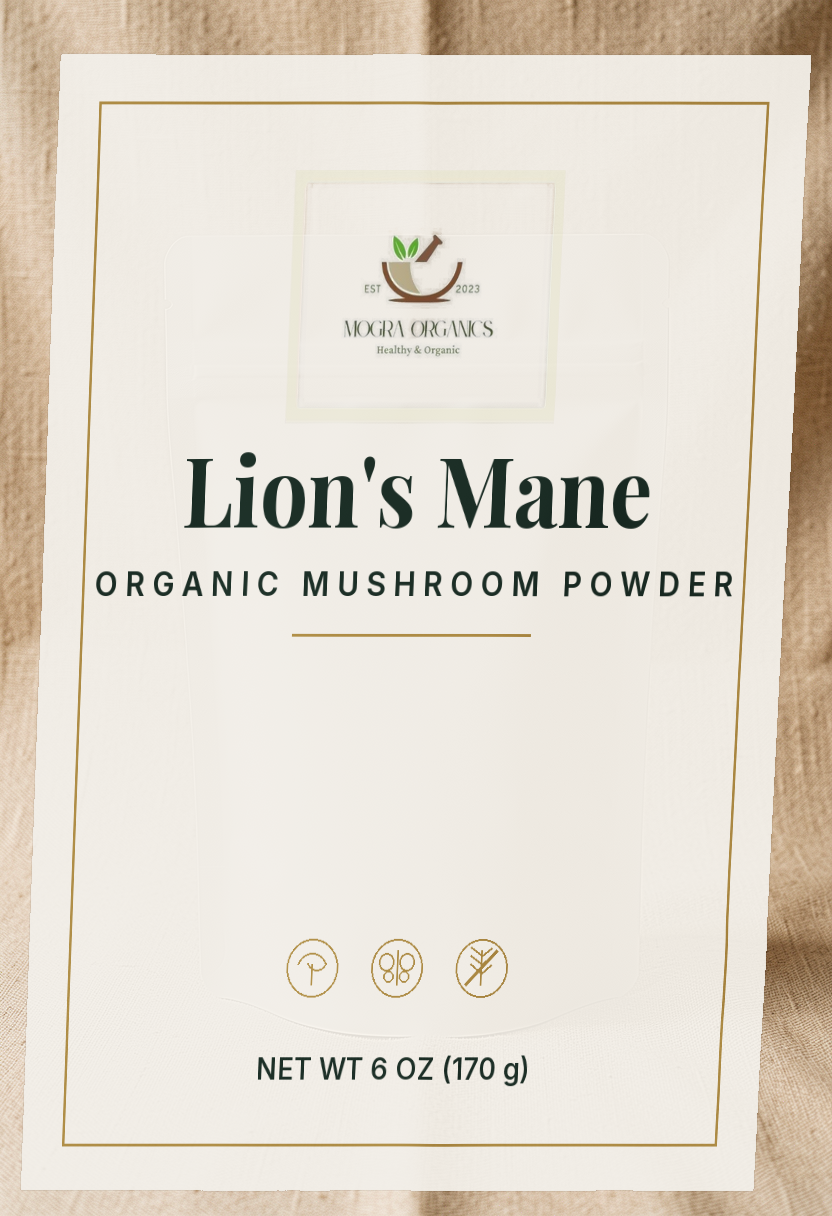 EST 2023
MOGRA ORGANICS
Healthy & Organic
Lion's Mane
ORGANIC MUSHROOM POWDER
NET WT 6 OZ (170 g)